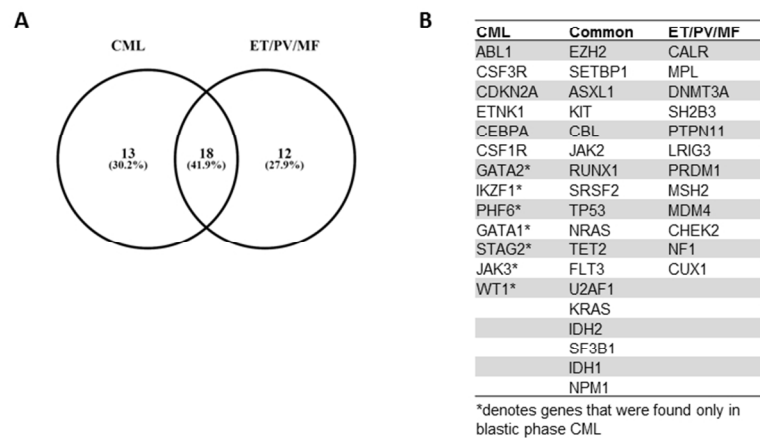 A
CML ET/PV/MF
13 18 12
(30.2%) (41.9%) (27.9%)
B
CML Common ET/PV/MF
ABL1 EZH2 CALR
CSF3R SETBP1 MPL
CDKN2A ASXL1 DNMT3A
ETNK1 KIT SH2B3
CEBPA CBL PTPN11
CSF1R JAK2 LRIG3
GATA2* RUNX1 PRDM1
IKZF1* SRSF2 MSH2
PHF6* TP53 MDM4
GATA1* NRAS CHEK2
STAG2* TET2 NF1
JAK3* FLT3 CUX1
WT1* U2AF1
KRAS
IDH2
SF3B1
IDH1
NPM1
*denotes genes that were found only in
blastic phase CML